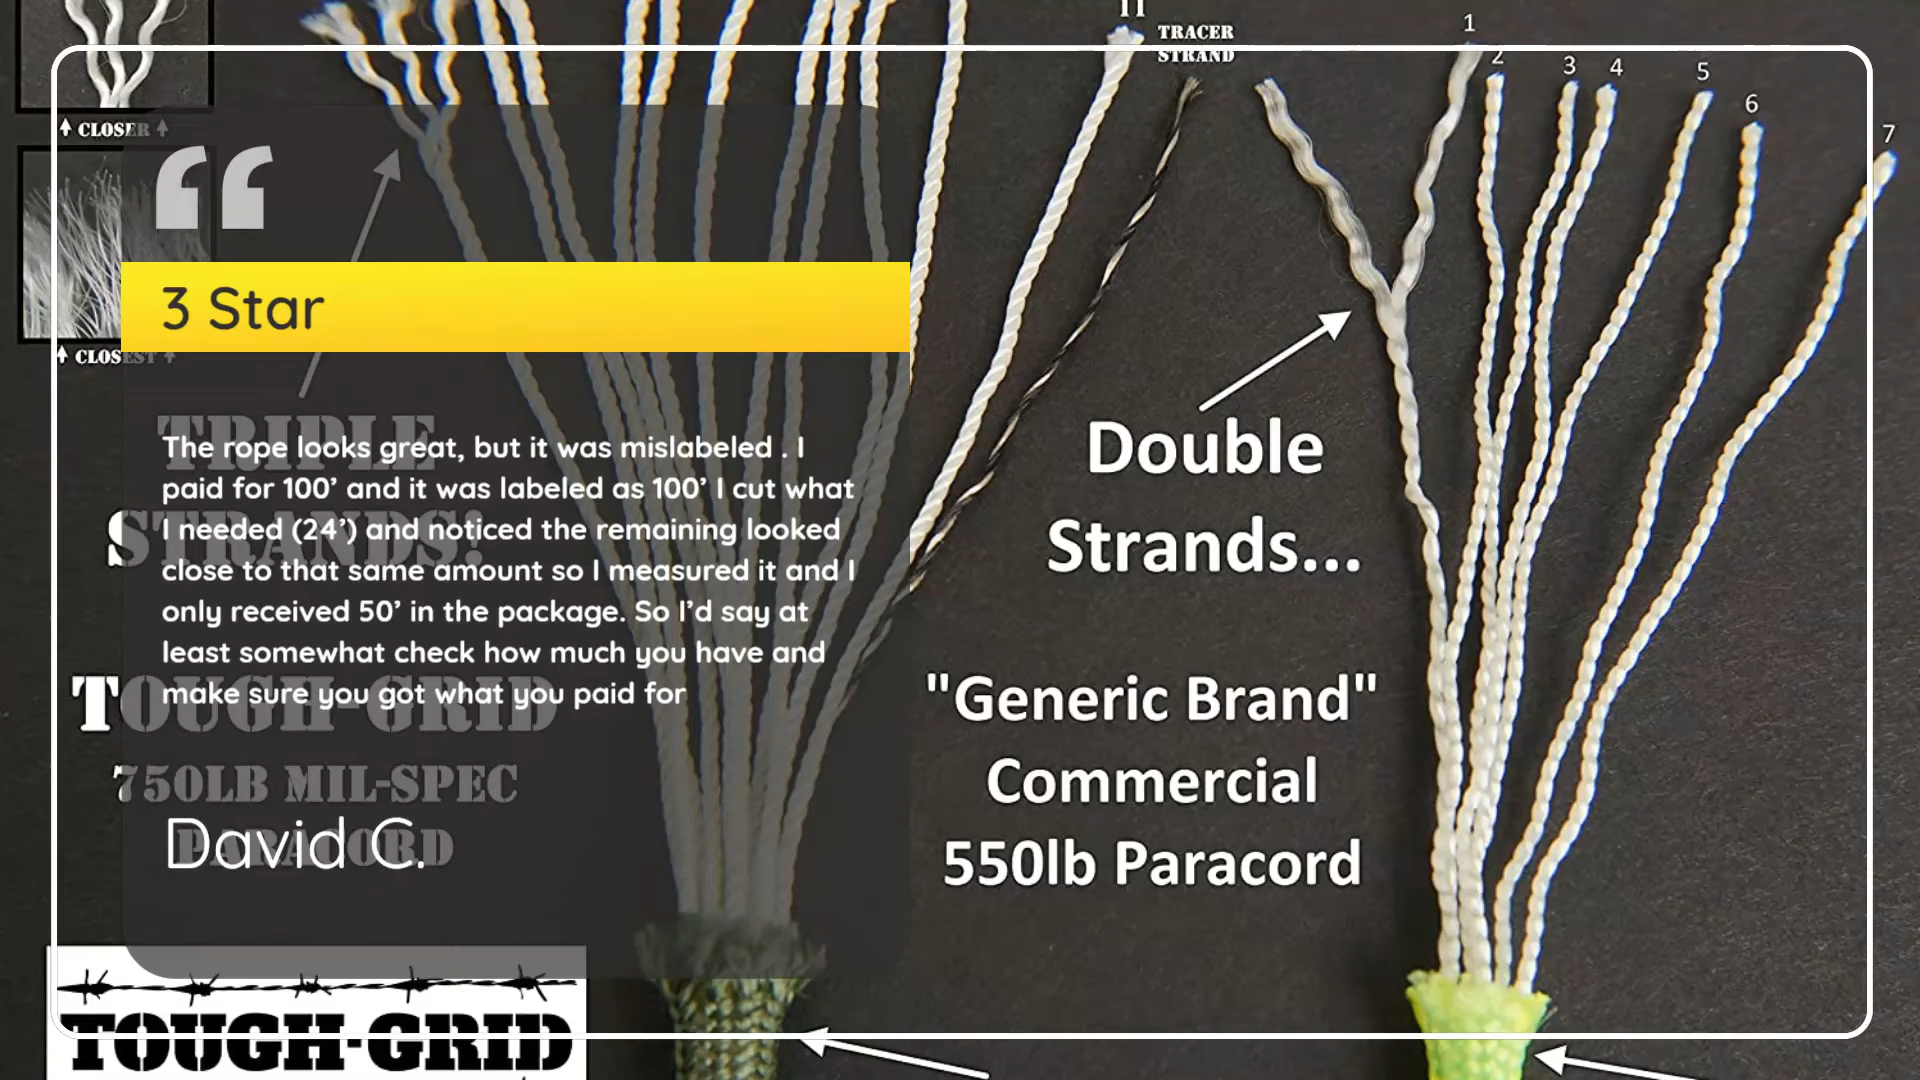 11
TRACER
STRAND
1
2
3
4
5
6
7
CLOSER
CLOSEST
3 Star
TRIPLE
STRANDS!
The rope looks great, but it was mislabeled . I
paid for 100’ and it was labeled as 100’ I cut what
I needed (24’) and noticed the remaining looked
close to that same amount so I measured it and I
only received 50’ in the package. So I’d say at
least somewhat check how much you have and
make sure you got what you paid for
David C.
TOUGH-GRID
750LB MIL-SPEC
PARACORD
Double
Strands...
"Generic Brand"
Commercial
550lb Paracord
TOUGH-GRID